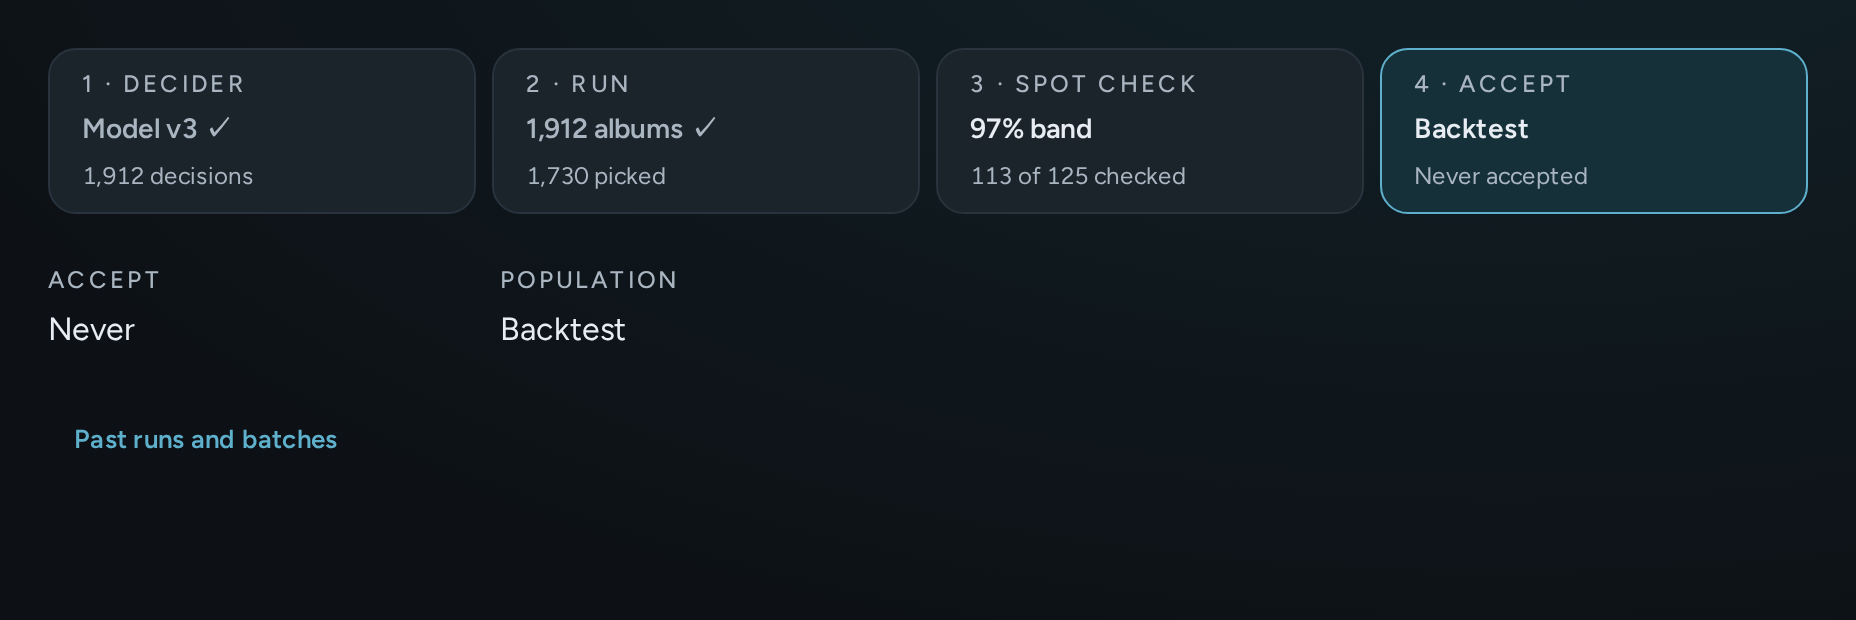 1 · DECIDER
Model v3 ✓
1,912 decisions
2 · RUN
1,912 albums ✓
1,730 picked
3 · SPOT CHECK
97% band
113 of 125 checked
4 · ACCEPT
Backtest
Never accepted
ACCEPT
Never
POPULATION
Backtest
Past runs and batches